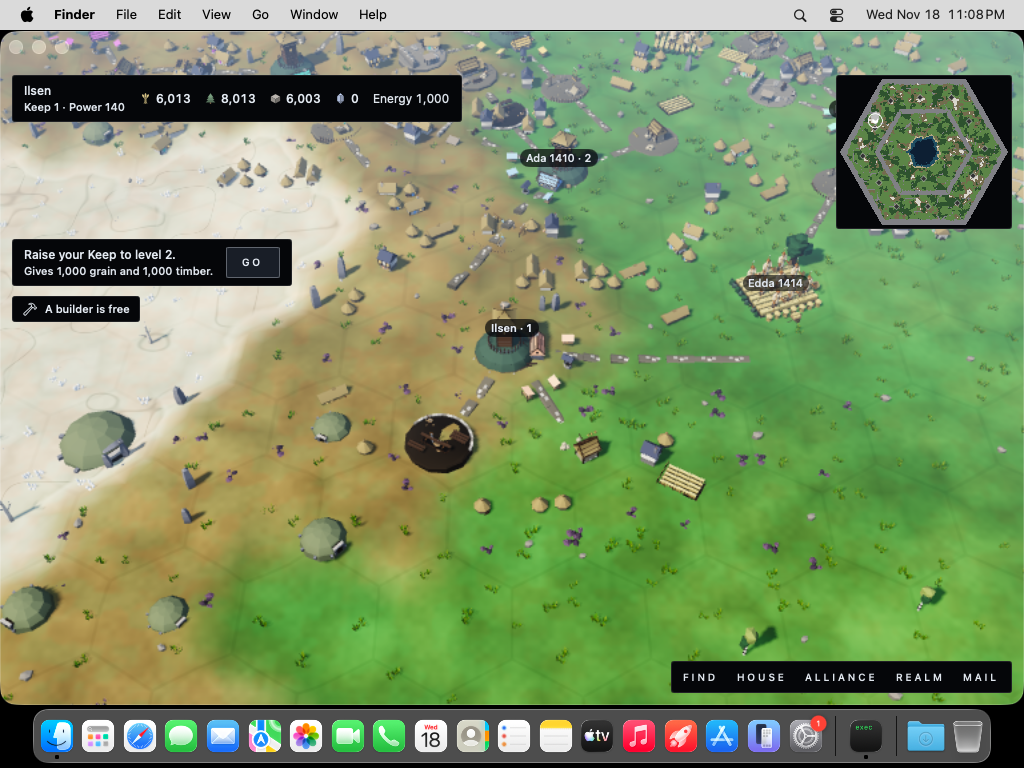 Finder File Edit View Go Window Help
Wed Nov 18 11:08 PM
Ilsen
Keep 1 · Power 140
6,013 8,013 6,003 0 Energy 1,000
Ada 1410 · 2
Raise your Keep to level 2.
Gives 1,000 grain and 1,000 timber.
GO
A builder is free
Edda 1414
Ilsen · 1
FIND HOUSE ALLIANCE REALM MAIL
Wed
18
tv
1
exec